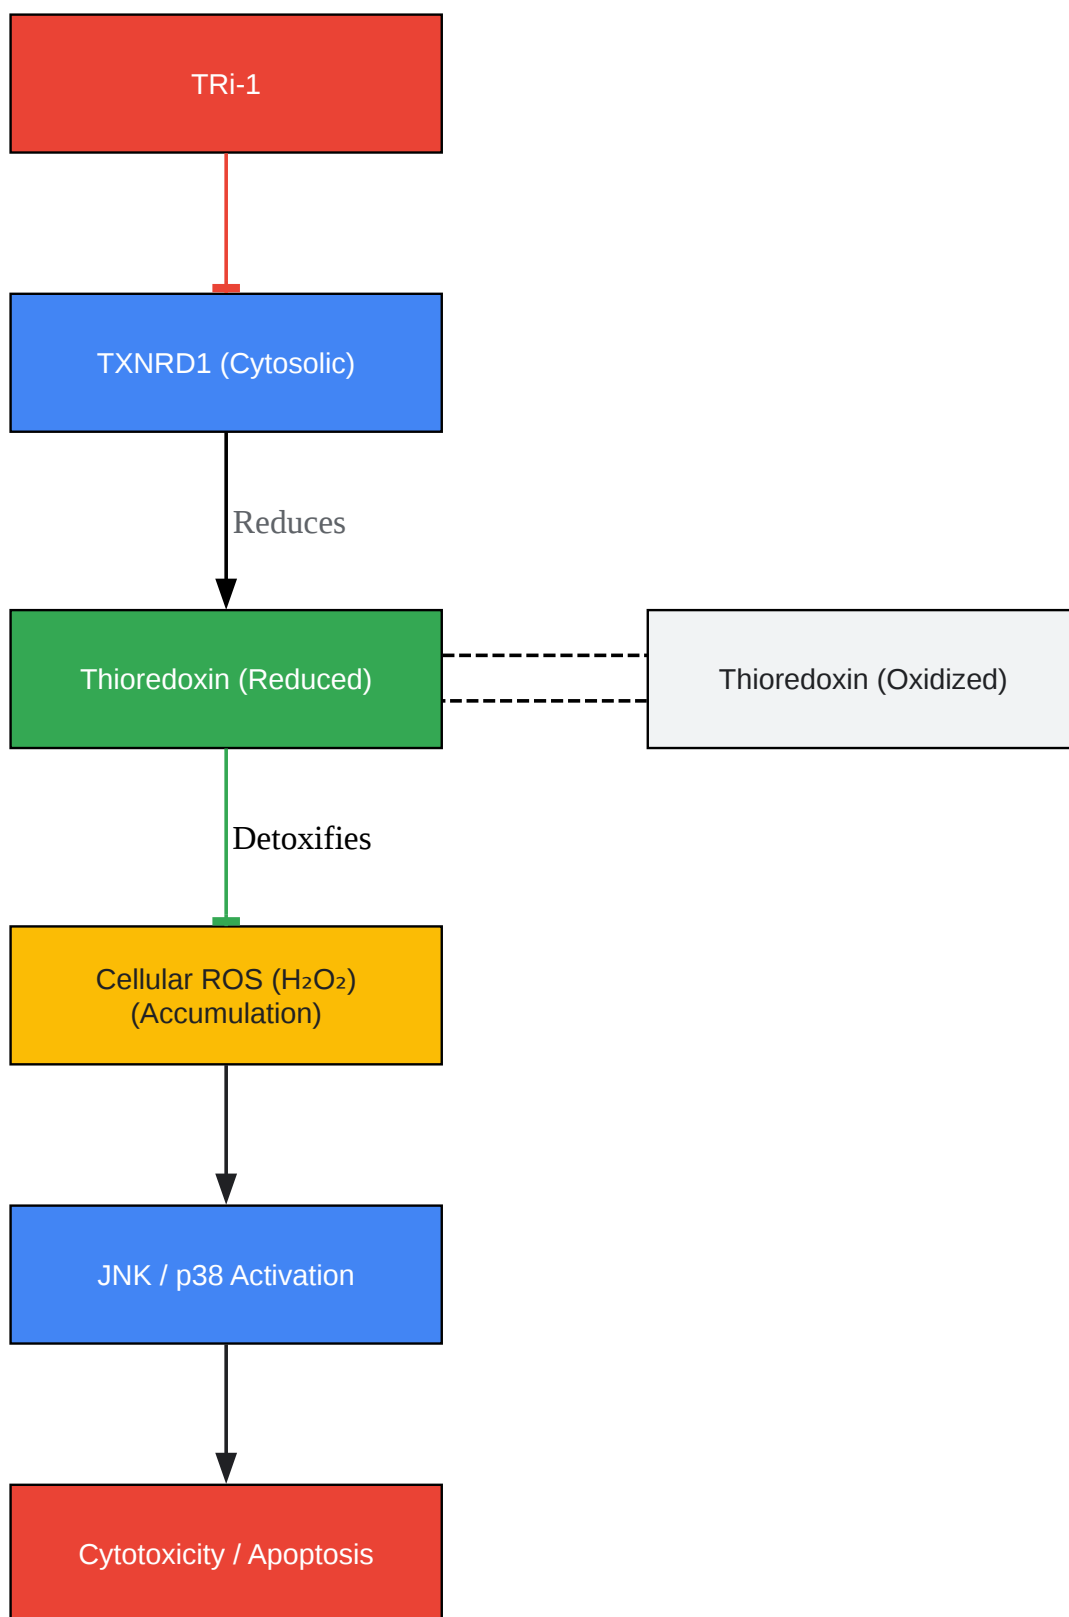 TRi-1
TXNRD1 (Cytosolic)
Reduces
Thioredoxin (Reduced)
Thioredoxin (Oxidized)
Detoxifies
Cellular ROS (H₂O₂)
(Accumulation)
JNK / p38 Activation
Cytotoxicity / Apoptosis